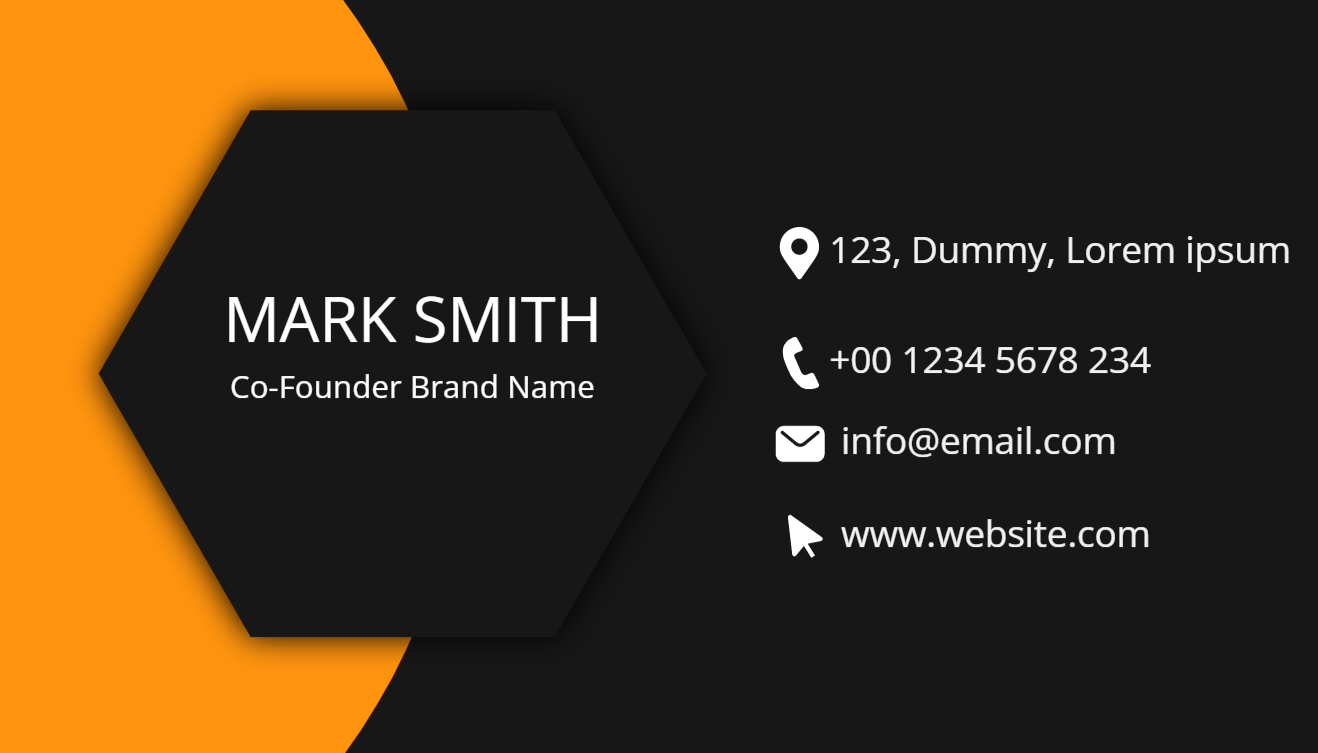 MARK SMITH
Co-Founder Brand Name
123, Dummy, Lorem ipsum
+00 1234 5678 234
info@email.com
www.website.com